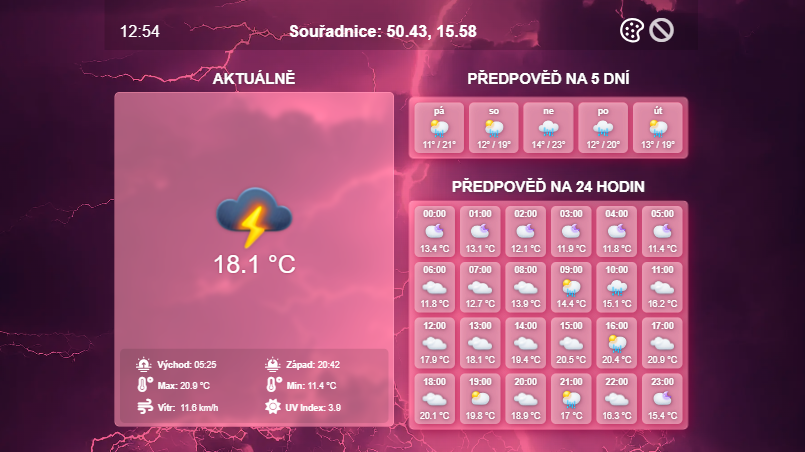 12:54
Souřadnice: 50.43, 15.58
AKTUÁLNĚ
18.1 °C
Východ: 05:25
Západ: 20:42
Max: 20.9 °C
Min: 11.4 °C
Vítr: 11.6 km/h
UV Index: 3.9
PŘEDPOVĚĎ NA 5 DNÍ
pá so ne po út
11° / 21° 12° / 19° 14° / 23° 12° / 20° 13° / 19°
PŘEDPOVĚĎ NA 24 HODIN
00:00 01:00 02:00 03:00 04:00 05:00
13.4 °C 13.1 °C 12.1 °C 11.9 °C 11.8 °C 11.4 °C
06:00 07:00 08:00 09:00 10:00 11:00
11.8 °C 12.7 °C 13.9 °C 14.4 °C 15.1 °C 16.2 °C
12:00 13:00 14:00 15:00 16:00 17:00
17.9 °C 18.1 °C 19.4 °C 20.5 °C 20.4 °C 20.9 °C
18:00 19:00 20:00 21:00 22:00 23:00
20.1 °C 19.8 °C 18.9 °C 17 °C 16.3 °C 15.4 °C